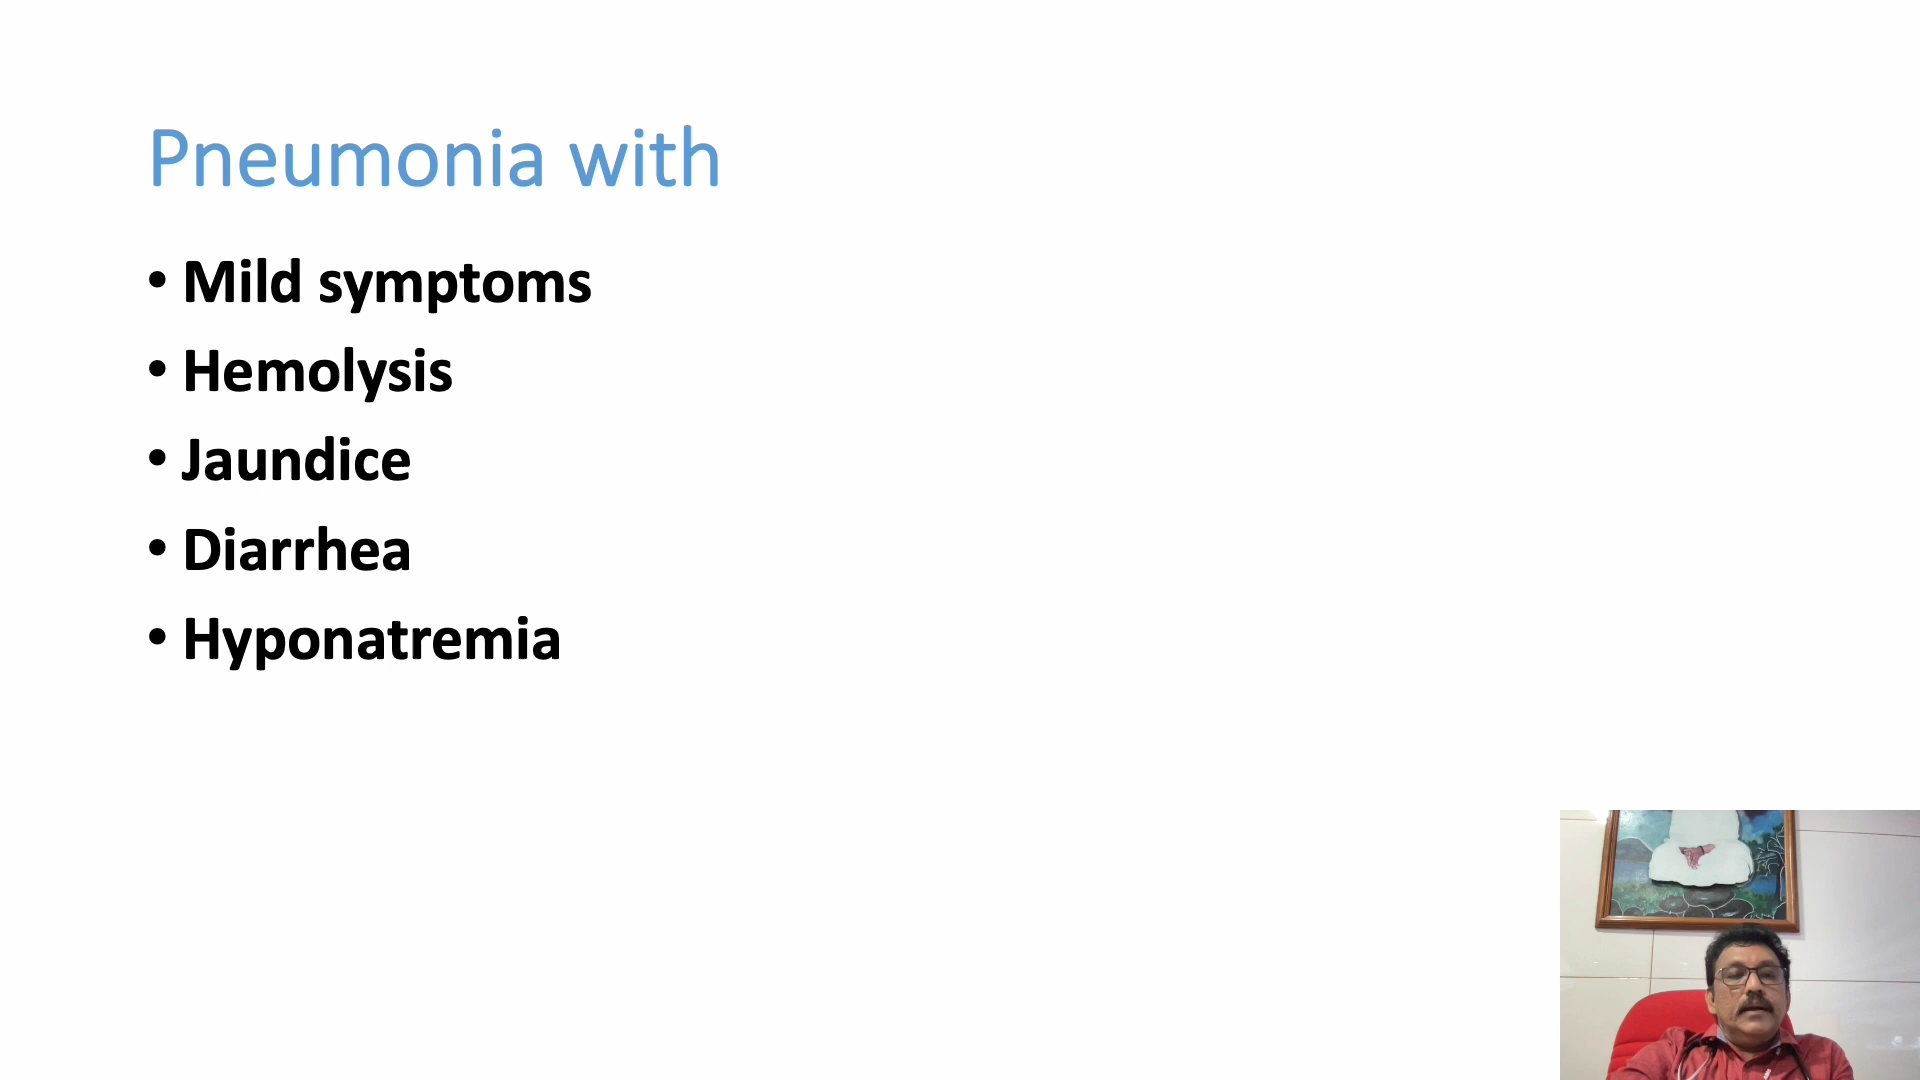 Pneumonia with
• Mild symptoms
• Hemolysis
• Jaundice
• Diarrhea
• Hyponatremia